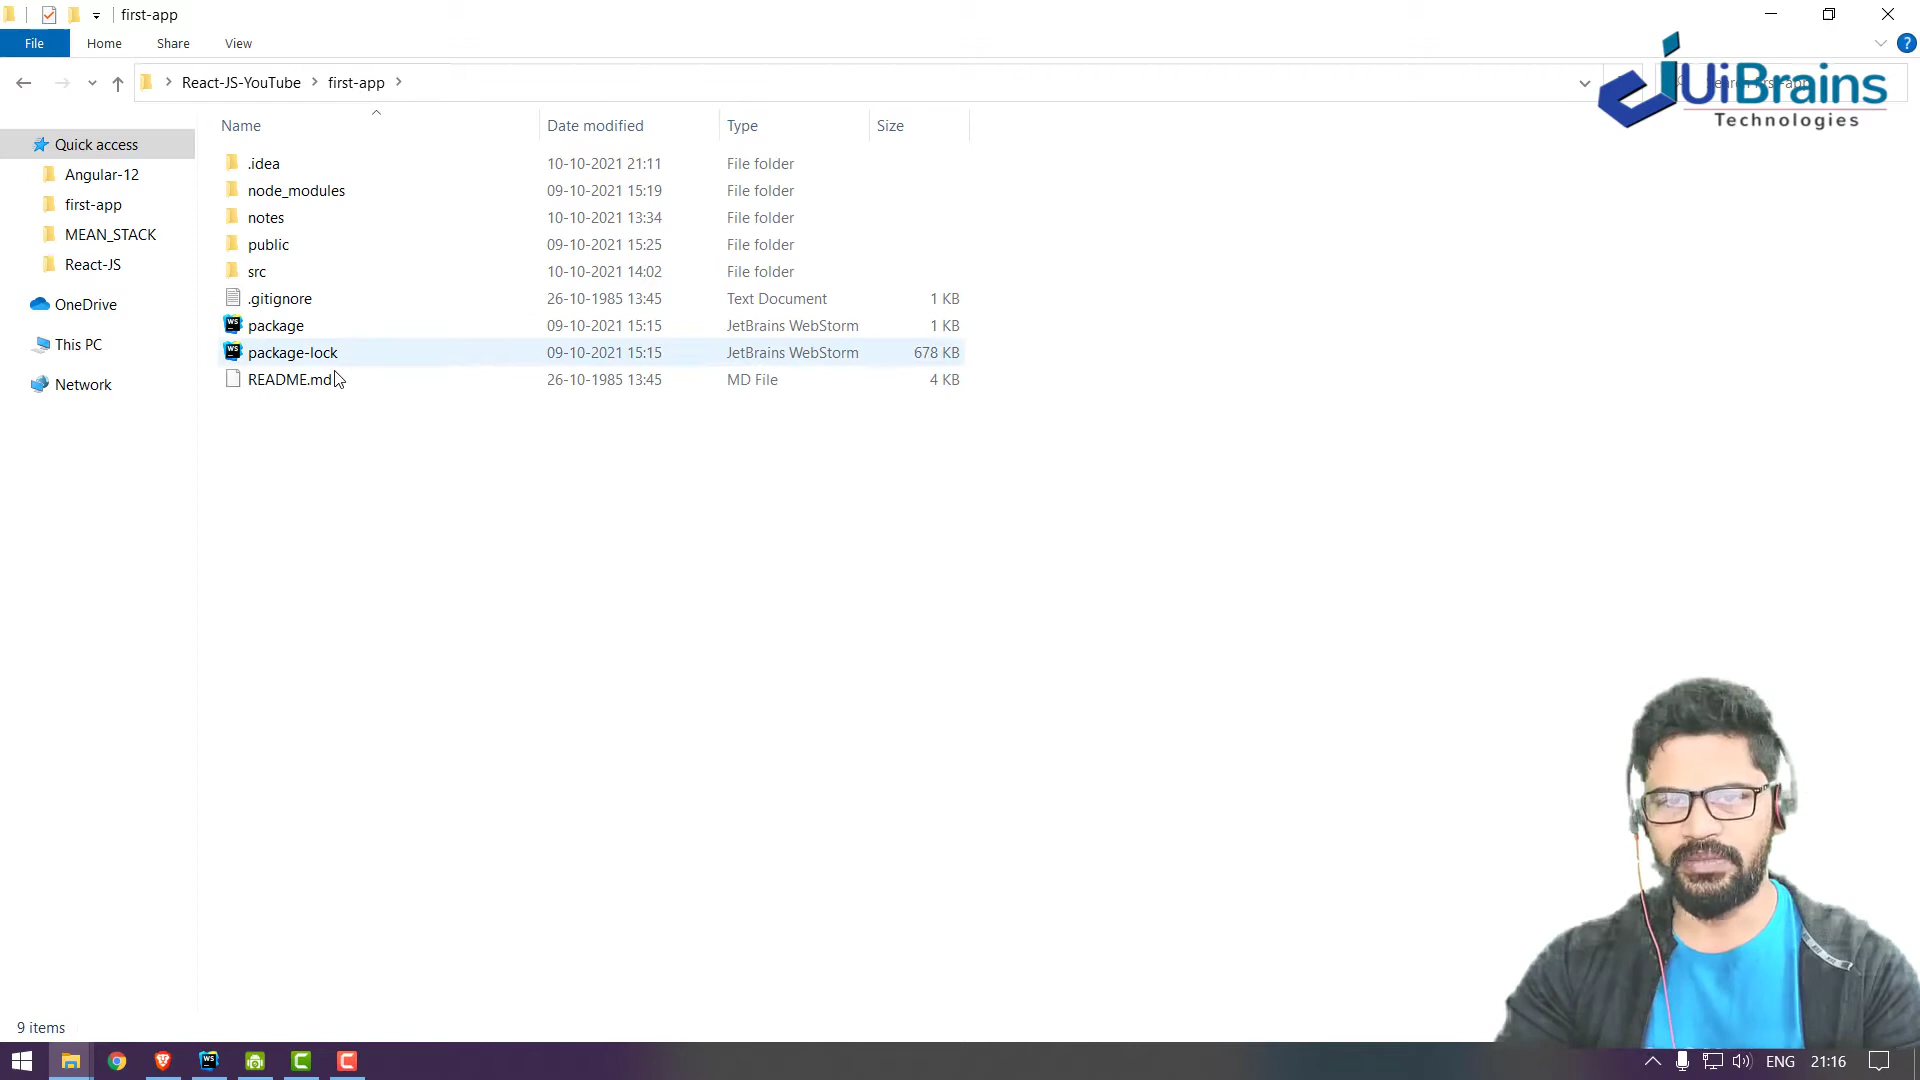 first-app
File Home Share View
React-JS-YouTube first-app
UiBrains
Technologies
Name Date modified Type Size
Quick access
Angular-12
first-app
MEAN_STACK
React-JS
OneDrive
This PC
Network
.idea 10-10-2021 21:11 File folder
node_modules 09-10-2021 15:19 File folder
notes 10-10-2021 13:34 File folder
public 09-10-2021 15:25 File folder
src 10-10-2021 14:02 File folder
.gitignore 26-10-1985 13:45 Text Document 1 KB
package 09-10-2021 15:15 JetBrains WebStorm 1 KB
package-lock 09-10-2021 15:15 JetBrains WebStorm 678 KB
README.md 26-10-1985 13:45 MD File 4 KB
9 items
ENG 21:16